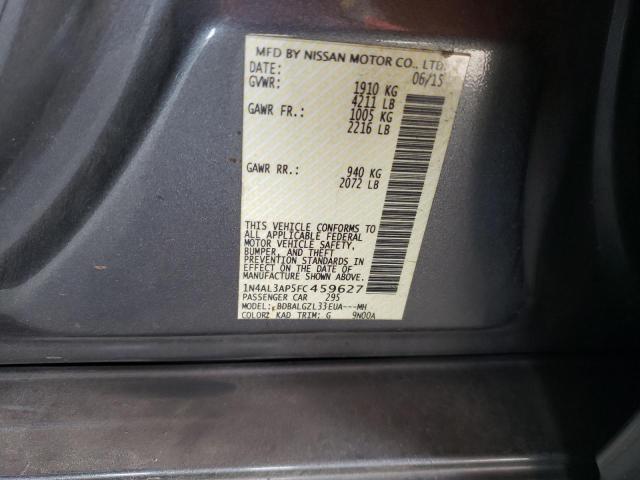 MFD BY NISSAN MOTOR CO., LTD.
DATE: 06/15
GVWR: 1910 KG
4211 LB
GAWR FR.: 1005 KG
2216 LB
GAWR RR.: 940 KG
2072 LB
THIS VEHICLE CONFORMS TO
ALL APPLICABLE FEDERAL
MOTOR VEHICLE SAFETY,
BUMPER, AND THEFT
PREVENTION STANDARDS IN
EFFECT ON THE DATE OF
MANUFACTURE SHOWN ABOVE.
1N4AL3AP5FC459627
PASSENGER CAR 295
MODEL: BDBALGZL33EUA---MH
COLOR: KAD TRIM: G 9N00A